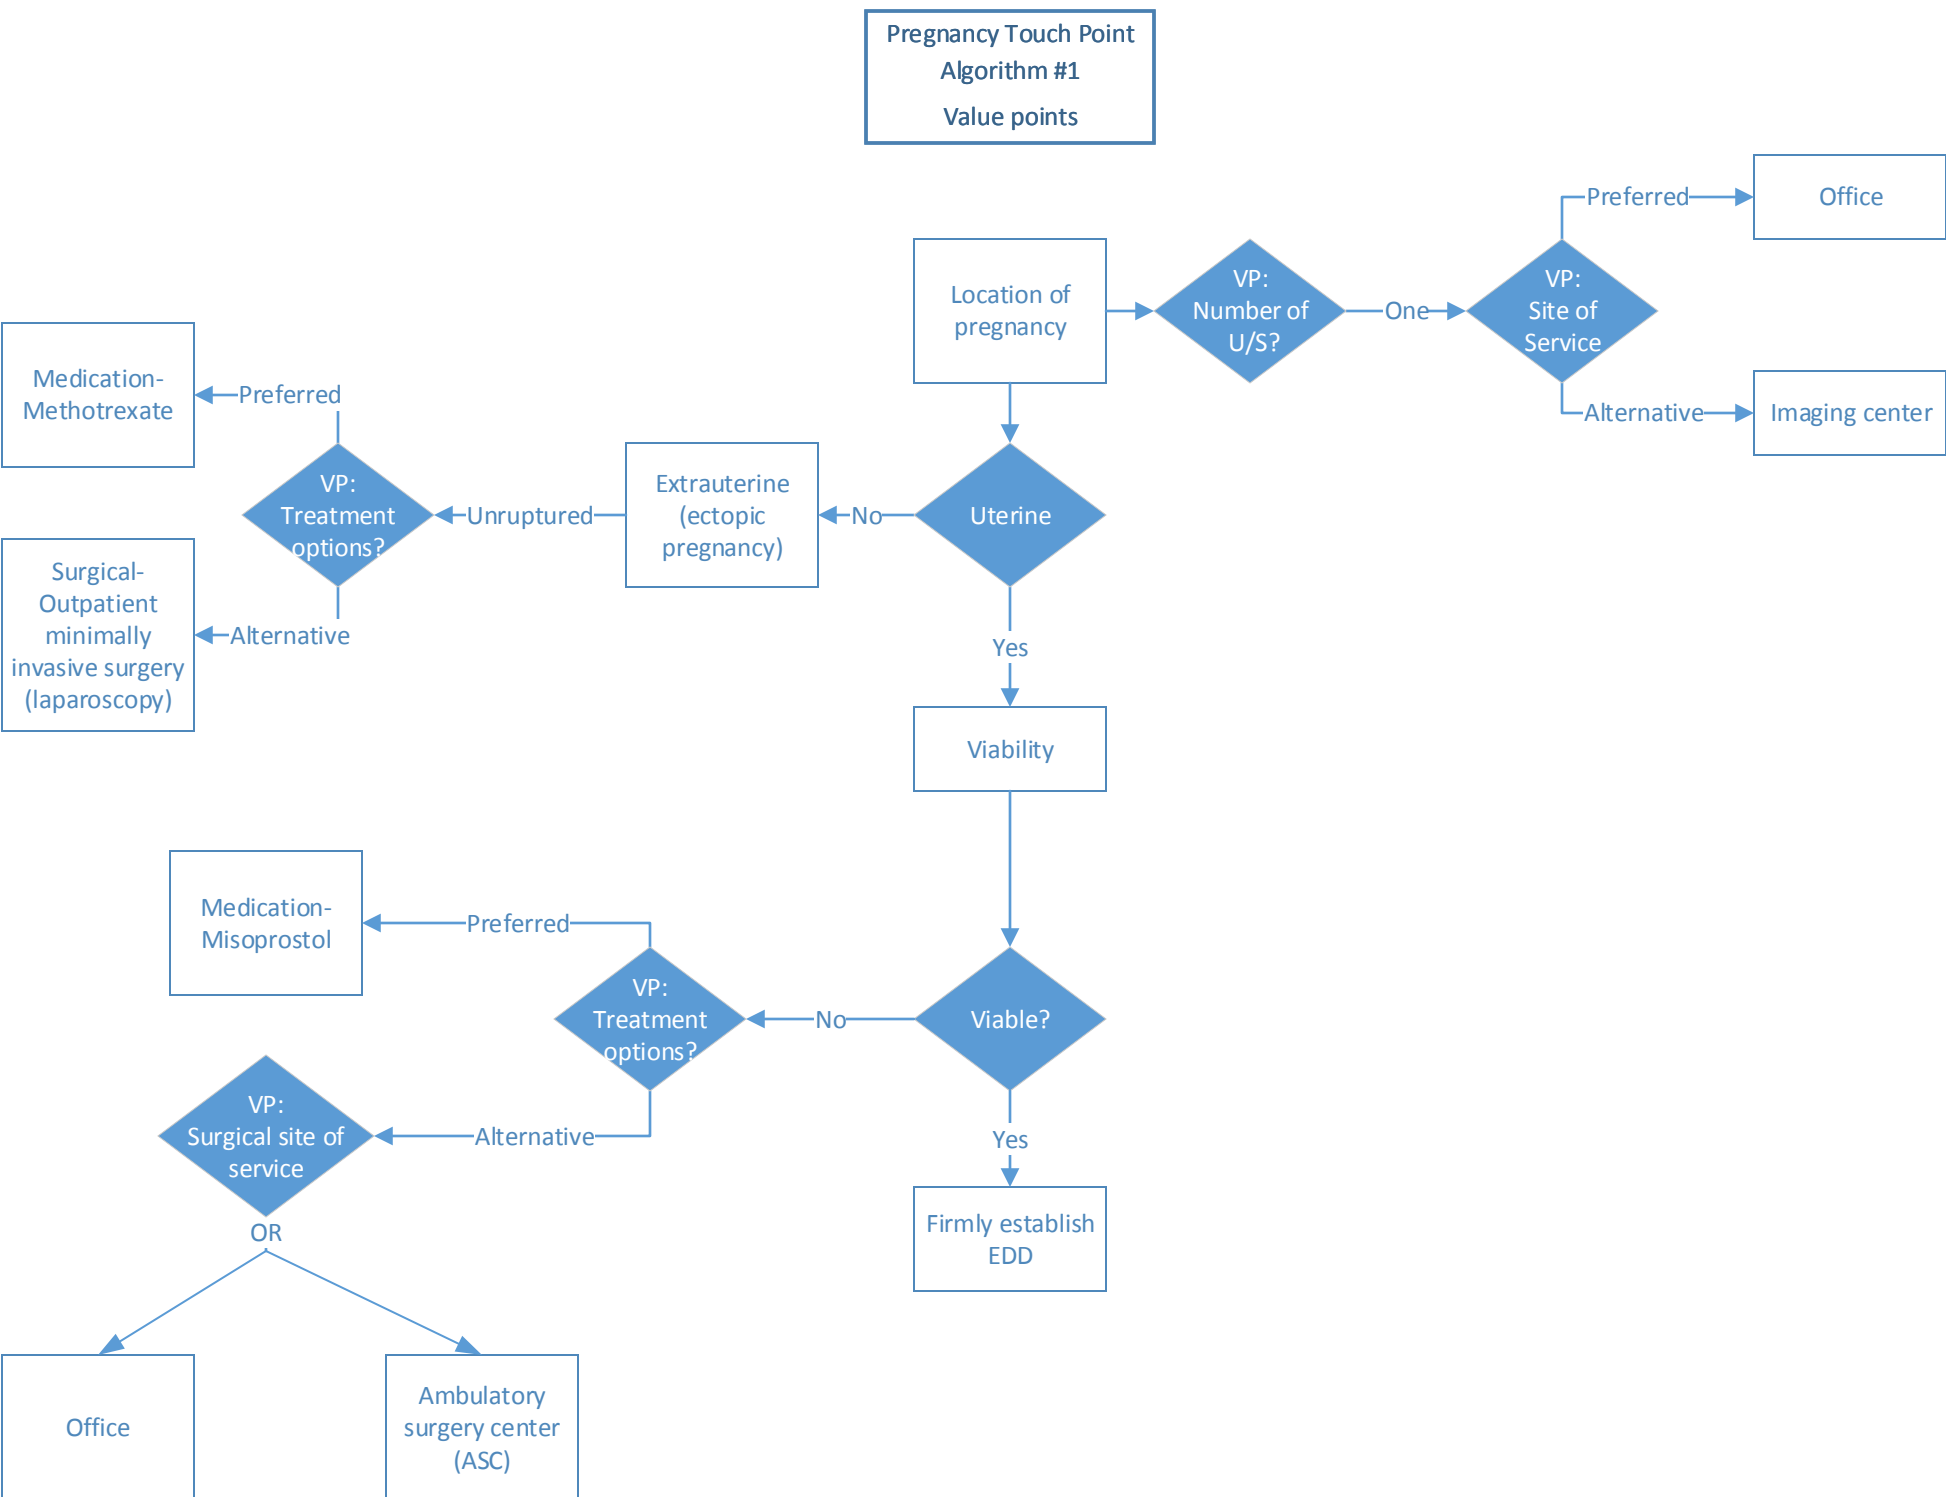 Pregnancy Touch Point
Algorithm #1
Value points
Preferred
Office
Location of
pregnancy
VP:
Number of
U/S?
One
VP:
Site of
Service
Alternative
Imaging center
Medication-
Methotrexate
Preferred
VP:
Treatment
options?
Unruptured
Extrauterine
(ectopic
pregnancy)
No
Uterine
Surgical-
Outpatient
minimally
invasive surgery
(laparoscopy)
Alternative
Yes
Viability
Medication-
Misoprostol
Preferred
VP:
Treatment
options?
No
Viable?
VP:
Surgical site of
service
Alternative
Yes
OR
Firmly establish
EDD
Office
Ambulatory
surgery center
(ASC)